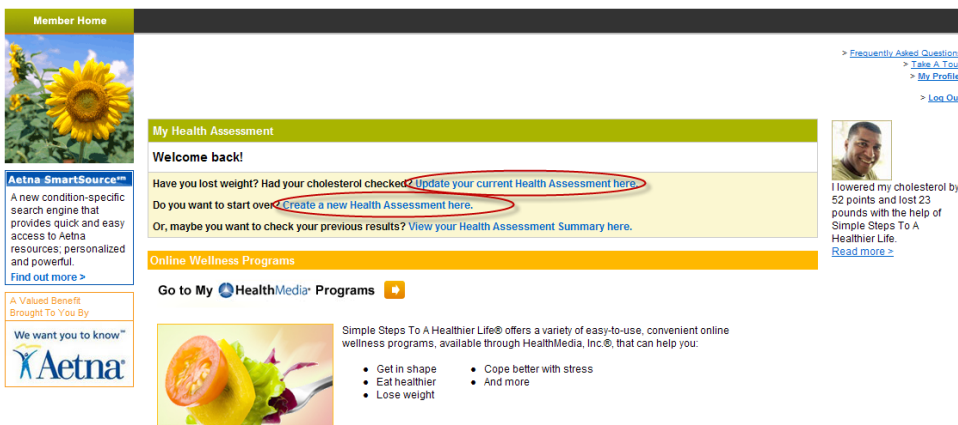 Member Home
> Frequently Asked Question
> Take A Tou
> My Profile
> Log Ou
My Health Assessment
Welcome back!
Have you lost weight? Had your cholesterol checked? Update your current Health Assessment here.
Do you want to start over? Create a new Health Assessment here.
Or, maybe you want to check your previous results? View your Health Assessment Summary here.
I lowered my cholesterol by
52 points and lost 23
pounds with the help of
Simple Steps To A
Healthier Life.
Read more >
Aetna SmartSource℠
A new condition-specific
search engine that
provides quick and easy
access to Aetna
resources; personalized
and powerful.
Find out more >
A Valued Benefit
Brought To You By
We want you to know™
Aetna®
Online Wellness Programs
Go to My HealthMedia® Programs
Simple Steps To A Healthier Life® offers a variety of easy-to-use, convenient online
wellness programs, available through HealthMedia, Inc.®, that can help you:
• Get in shape
• Eat healthier
• Lose weight
• Cope better with stress
• And more